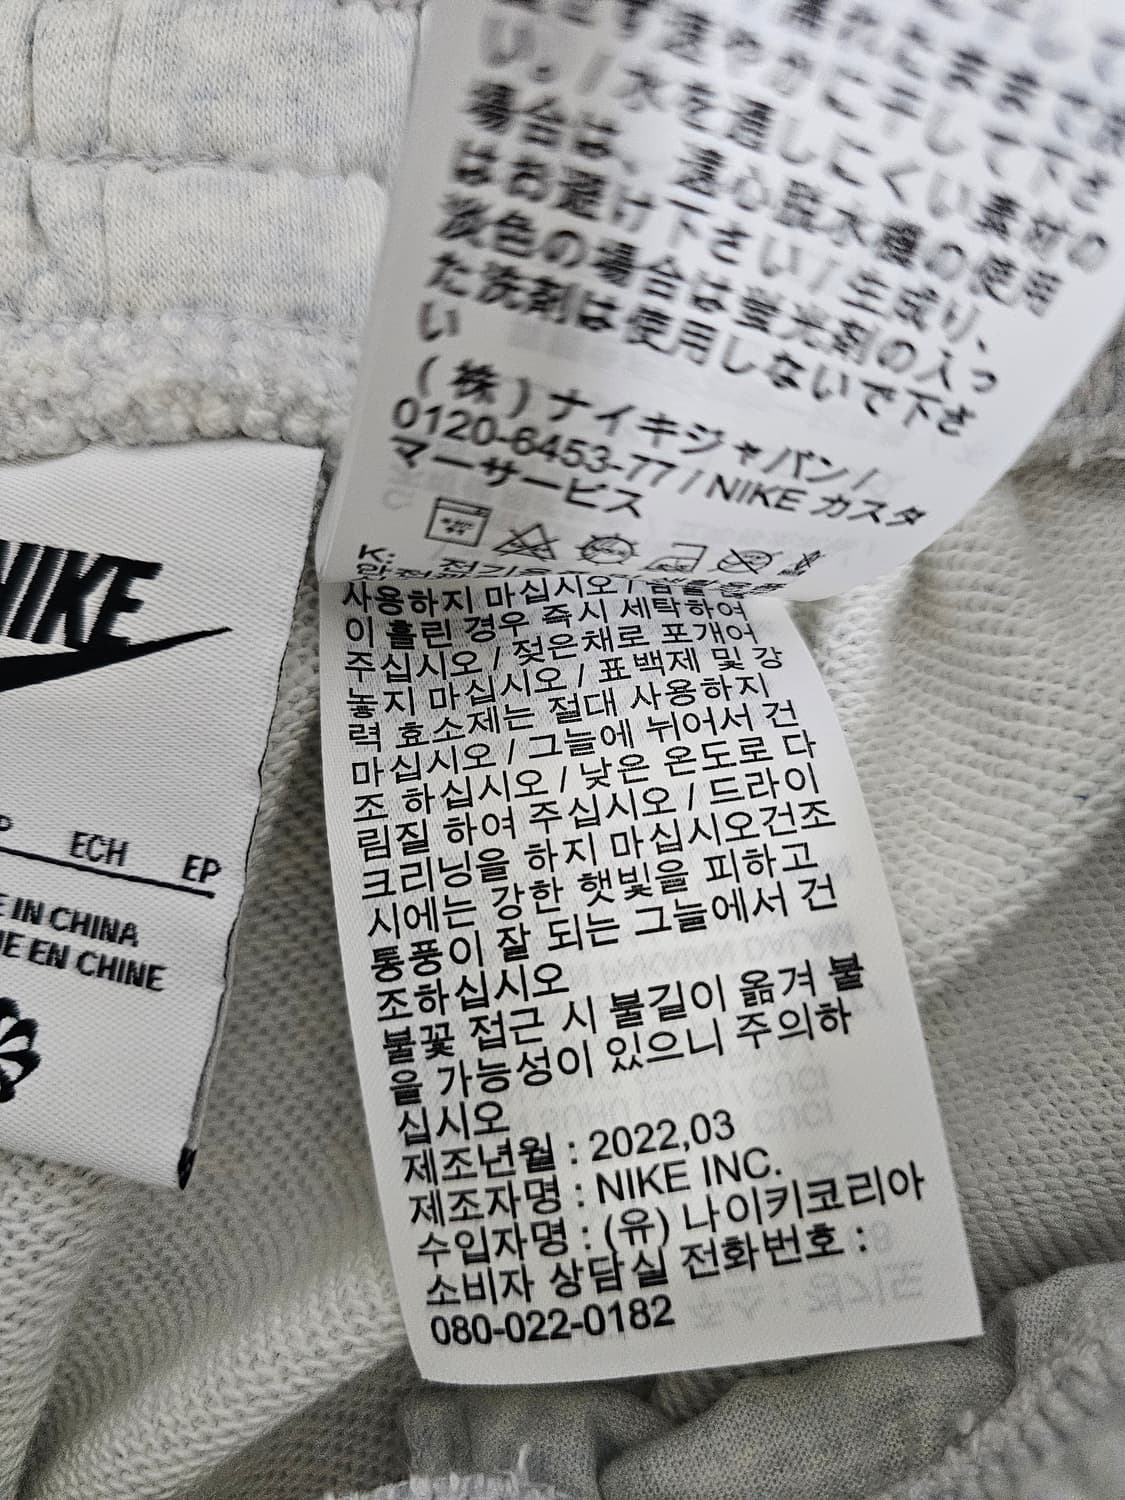 い。/水を通しにくい素材の
場合は、遠心脱水機の使用
はお避け下さい/生成り、
淡色の場合は蛍光剤の入っ
た洗剤は使用しないで下さ
い
(株)ナイキジャパン/
0120-6453-77 / NIKE カスタ
マーサービス
K:
사용하지 마십시오 /
이 흘린 경우 즉시 세탁하여
주십시오 / 젖은채로 포개어
놓지 마십시오 / 표백제 및 강
력 효소제는 절대 사용하지
마십시오 / 그늘에 뉘어서 건
조 하십시오 / 낮은 온도로 다
림질 하여 주십시오 / 드라이
크리닝을 하지 마십시오건조
시에는 강한 햇빛을 피하고
통풍이 잘 되는 그늘에서 건
조하십시오
불꽃 접근 시 불길이 옮겨 붙
을 가능성이 있으니 주의하
십시오
제조년월 : 2022,03
제조자명 : NIKE INC.
수입자명 : (유) 나이키코리아
소비자 상담실 전화번호 :
080-022-0182
NIKE
P ECH EP
E IN CHINA
UE EN CHINE